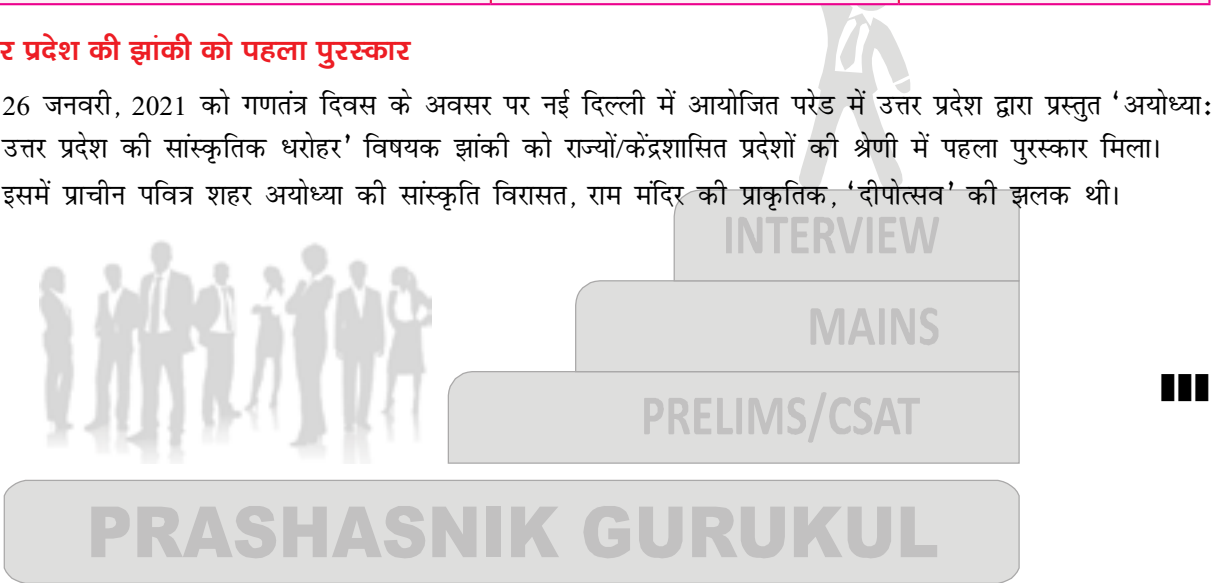 र प्रदेश की झांकी को पहला पुरस्कार
26 जनवरी, 2021 को गणतंत्र दिवस के अवसर पर नई दिल्ली में आयोजित परेड में उत्तर प्रदेश द्वारा प्रस्तुत ‘अयोध्या:
उत्तर प्रदेश की सांस्कृतिक धरोहर’ विषयक झांकी को राज्यों/केंद्रशासित प्रदेशों की श्रेणी में पहला पुरस्कार मिला।
इसमें प्राचीन पवित्र शहर अयोध्या की सांस्कृति विरासत, राम मंदिर की प्राकृतिक, ‘दीपोत्सव’ की झलक थी।
INTERVIEW
MAINS
PRELIMS/CSAT
PRASHASNIK GURUKUL